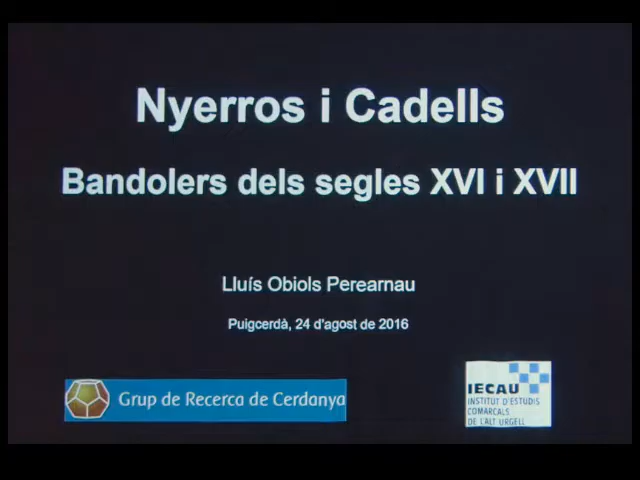 Nyerros i Cadells
Bandolers dels segles XVI i XVII
Lluís Obiols Perearnau
Puigcerdà, 24 d'agost de 2016
Grup de Recerca de Cerdanya
IECAU
INSTITUT D'ESTUDIS
COMARCALS
DE L'ALT URGELL